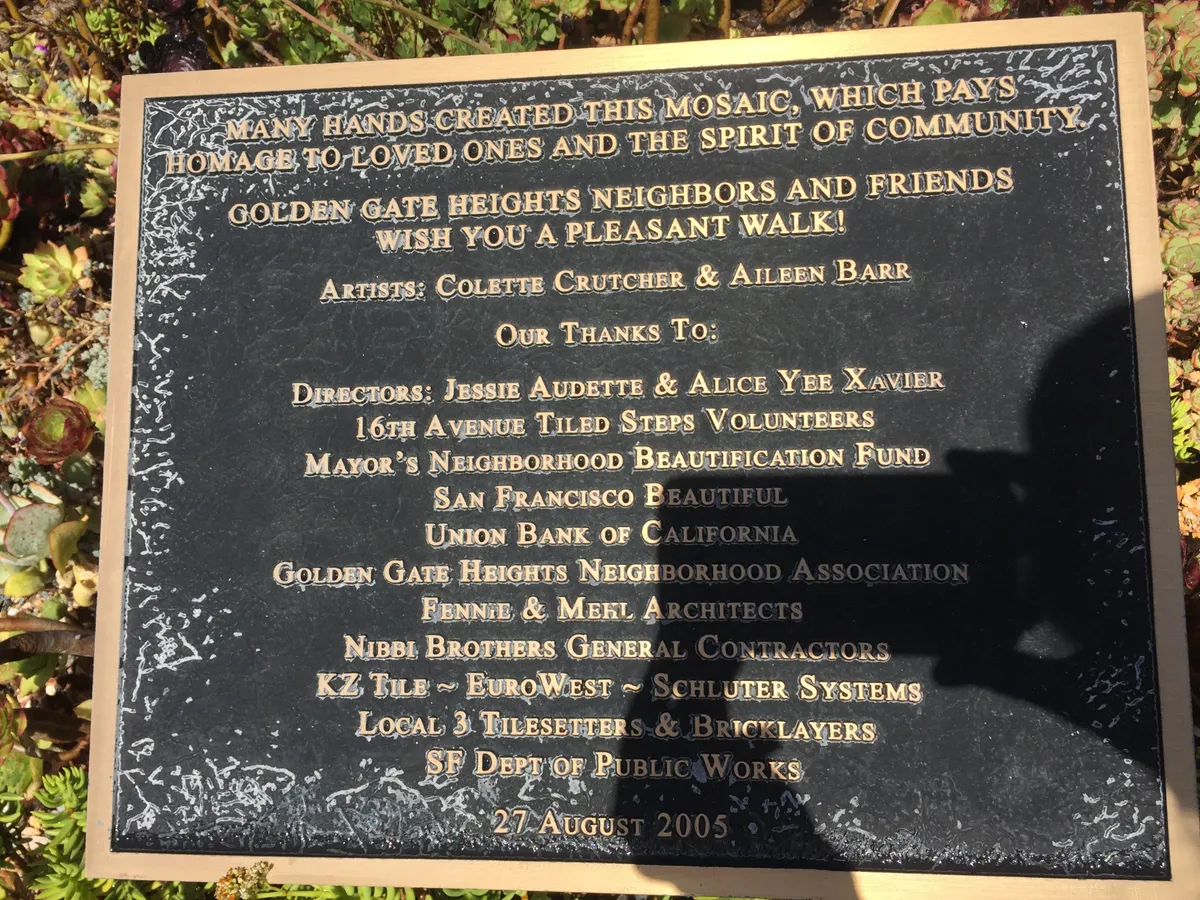 MANY HANDS CREATED THIS MOSAIC, WHICH PAYS
HOMAGE TO LOVED ONES AND THE SPIRIT OF COMMUNITY.
GOLDEN GATE HEIGHTS NEIGHBORS AND FRIENDS
WISH YOU A PLEASANT WALK!
ARTISTS: COLETTE CRUTCHER & AILEEN BARR
OUR THANKS TO:
DIRECTORS: JESSIE AUDETTE & ALICE YEE XAVIER
16TH AVENUE TILED STEPS VOLUNTEERS
MAYOR'S NEIGHBORHOOD BEAUTIFICATION FUND
SAN FRANCISCO BEAUTIFUL
UNION BANK OF CALIFORNIA
GOLDEN GATE HEIGHTS NEIGHBORHOOD ASSOCIATION
FENNIE & MEHL ARCHITECTS
NIBBI BROTHERS GENERAL CONTRACTORS
KZ TILE ~ EUROWEST ~ SCHLUTER SYSTEMS
LOCAL 3 TILESETTERS & BRICKLAYERS
SF DEPT OF PUBLIC WORKS
27 AUGUST 2005